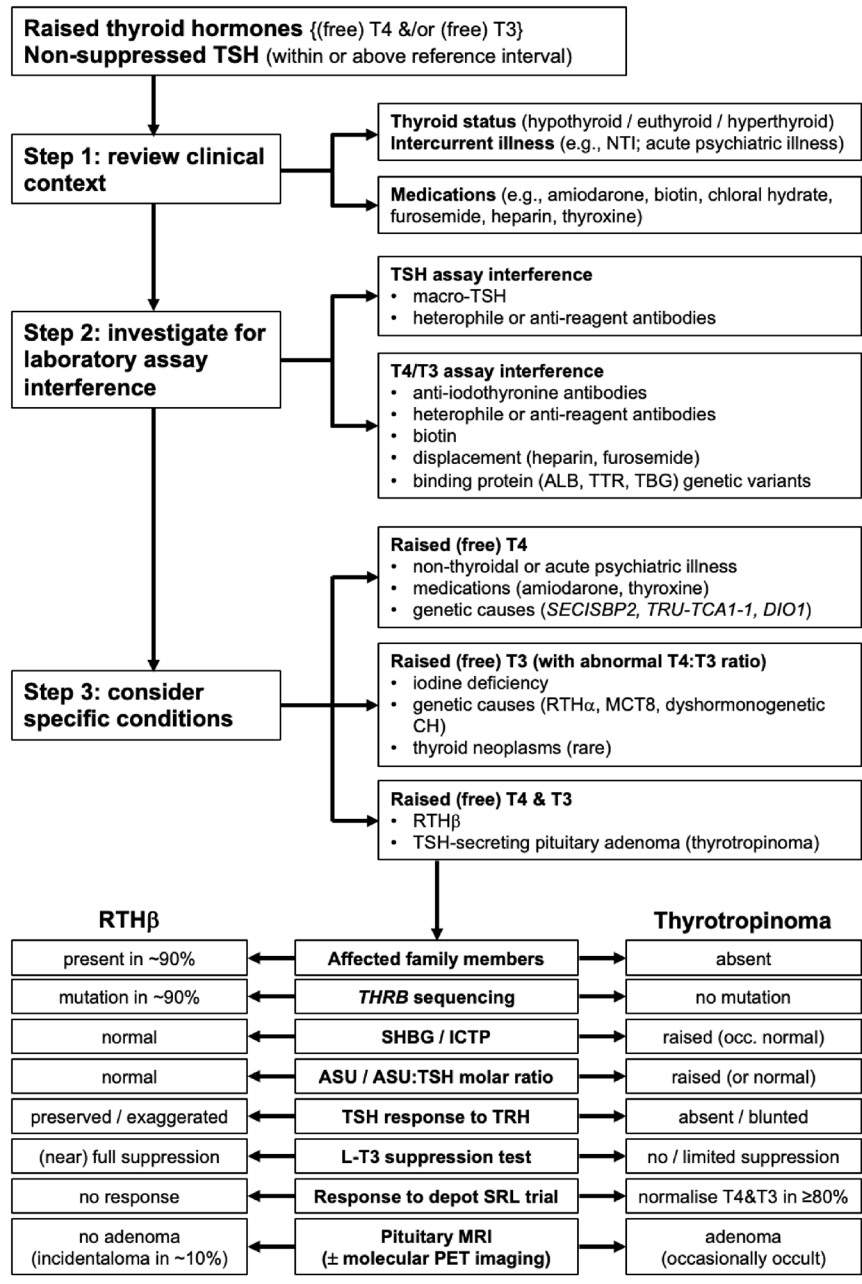 Raised thyroid hormones {(free) T4 &/or (free) T3}
Non-suppressed TSH (within or above reference interval)
Step 1: review clinical
context
Thyroid status (hypothyroid / euthyroid / hyperthyroid)
Intercurrent illness (e.g., NTI; acute psychiatric illness)
Medications (e.g., amiodarone, biotin, chloral hydrate,
furosemide, heparin, thyroxine)
Step 2: investigate for
laboratory assay
interference
TSH assay interference
• macro-TSH
• heterophile or anti-reagent antibodies
T4/T3 assay interference
• anti-iodothyronine antibodies
• heterophile or anti-reagent antibodies
• biotin
• displacement (heparin, furosemide)
• binding protein (ALB, TTR, TBG) genetic variants
Step 3: consider
specific conditions
Raised (free) T4
• non-thyroidal or acute psychiatric illness
• medications (amiodarone, thyroxine)
• genetic causes (SECISBP2, TRU-TCA1-1, DIO1)
Raised (free) T3 (with abnormal T4:T3 ratio)
• iodine deficiency
• genetic causes (RTHα, MCT8, dyshormonogenetic
CH)
• thyroid neoplasms (rare)
Raised (free) T4 & T3
• RTHβ
• TSH-secreting pituitary adenoma (thyrotropinoma)
RTHβ
Thyrotropinoma
present in ~90%
Affected family members
absent
mutation in ~90%
THRB sequencing
no mutation
normal
SHBG / ICTP
raised (occ. normal)
normal
ASU / ASU:TSH molar ratio
raised (or normal)
preserved / exaggerated
TSH response to TRH
absent / blunted
(near) full suppression
L-T3 suppression test
no / limited suppression
no response
Response to depot SRL trial
normalise T4&T3 in ≥80%
no adenoma
(incidentaloma in ~10%)
Pituitary MRI
(± molecular PET imaging)
adenoma
(occasionally occult)